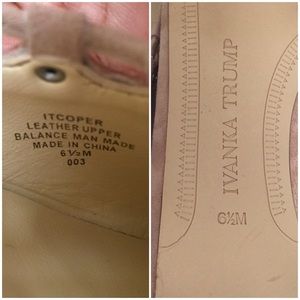 ITCOPER
LEATHER UPPER
BALANCE MAN MADE
MADE IN CHINA
6½M
003
IVANKA TRUMP
6½M